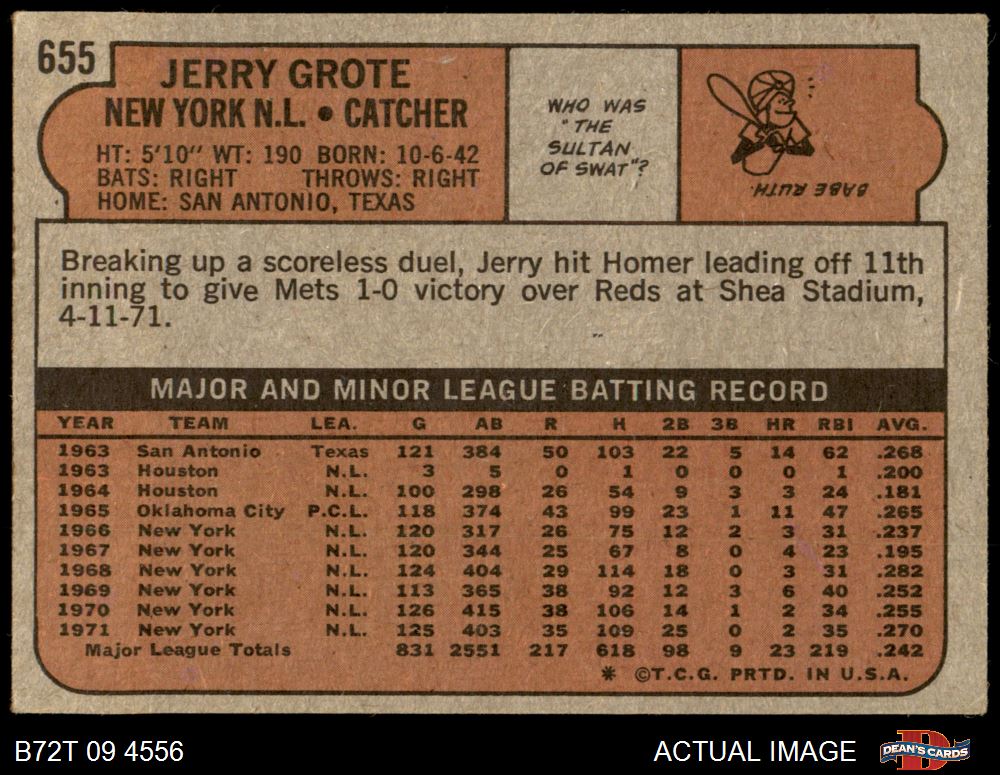 655
JERRY GROTE
NEW YORK N.L. • CATCHER
HT: 5'10" WT: 190 BORN: 10-6-42
BATS: RIGHT THROWS: RIGHT
HOME: SAN ANTONIO, TEXAS
WHO WAS
"THE
SULTAN
OF SWAT"?
BABE RUTH.
Breaking up a scoreless duel, Jerry hit Homer leading off 11th
inning to give Mets 1-0 victory over Reds at Shea Stadium,
4-11-71.
MAJOR AND MINOR LEAGUE BATTING RECORD
YEAR TEAM LEA. G AB R H 2B 3B HR RBI AVG.
1963 San Antonio Texas 121 384 50 103 22 5 14 62 .268
1963 Houston N.L. 3 5 0 1 0 0 0 1 .200
1964 Houston N.L. 100 298 26 54 9 3 3 24 .181
1965 Oklahoma City P.C.L. 118 374 43 99 23 1 11 47 .265
1966 New York N.L. 120 317 26 75 12 2 3 31 .237
1967 New York N.L. 120 344 25 67 8 0 4 23 .195
1968 New York N.L. 124 404 29 114 18 0 3 31 .282
1969 New York N.L. 113 365 38 92 12 3 6 40 .252
1970 New York N.L. 126 415 38 106 14 1 2 34 .255
1971 New York N.L. 125 403 35 109 25 0 2 35 .270
Major League Totals 831 2551 217 618 98 9 23 219 .242
* ©T.C.G. PRTD. IN U.S.A.
B72T 09 4556
ACTUAL IMAGE
D
DEAN'S CARDS